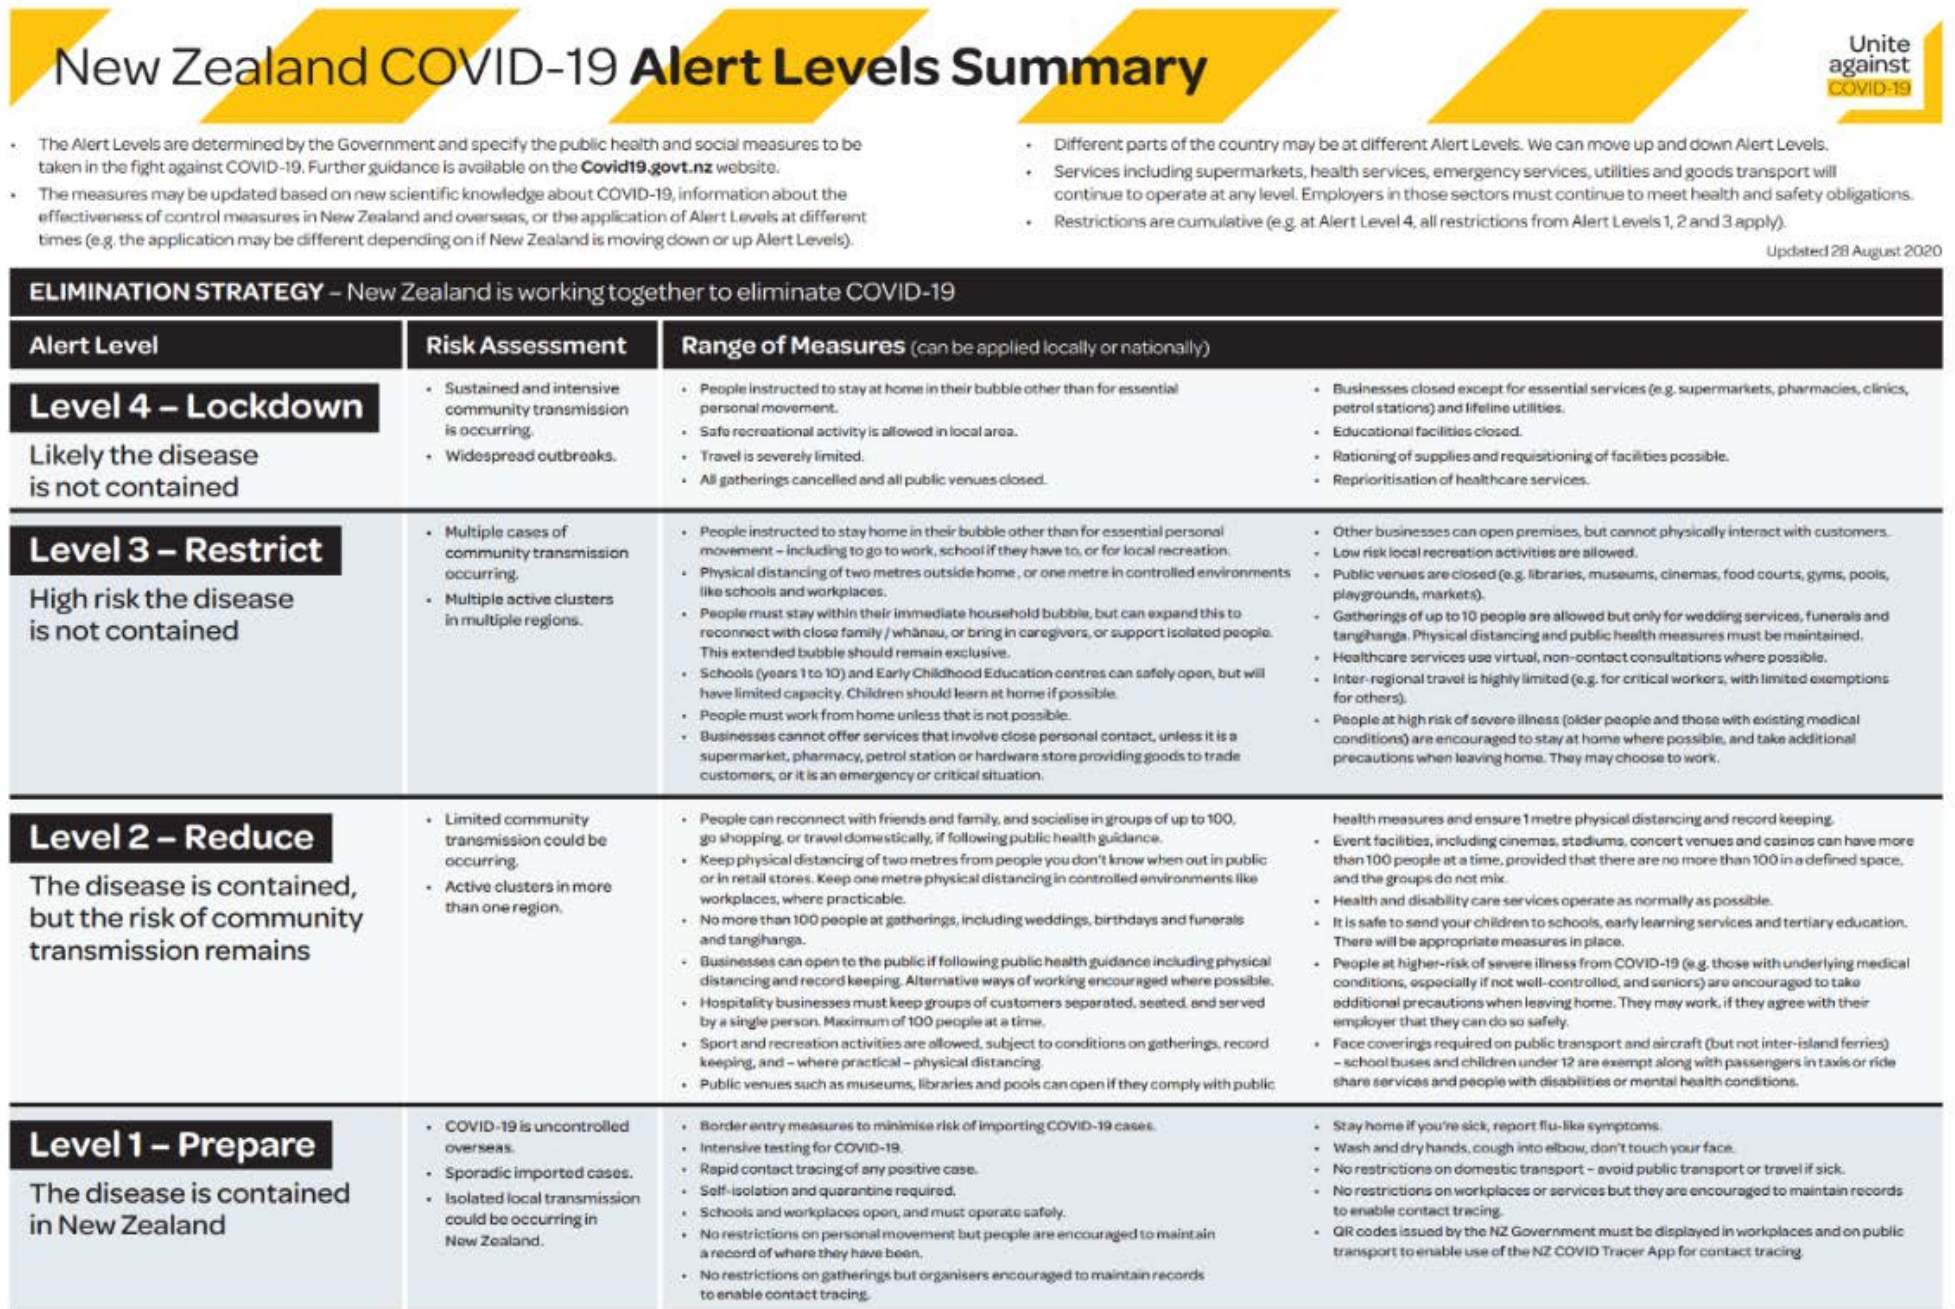 New Zealand COVID-19 Alert Levels Summary
Unite
against
COVID-19
• The Alert Levels are determined by the Government and specify the public health and social measures to be
taken in the fight against COVID-19. Further guidance is available on the Covid19.govt.nz website.
• The measures may be updated based on new scientific knowledge about COVID-19, information about the
effectiveness of control measures in New Zealand and overseas, or the application of Alert Levels at different
times (e.g. the application may be different depending on if New Zealand is moving down or up Alert Levels).
• Different parts of the country may be at different Alert Levels. We can move up and down Alert Levels.
• Services including supermarkets, health services, emergency services, utilities and goods transport will
continue to operate at any level. Employers in those sectors must continue to meet health and safety obligations.
• Restrictions are cumulative (e.g. at Alert Level 4, all restrictions from Alert Levels 1, 2 and 3 apply).
Updated 28 August 2020
ELIMINATION STRATEGY – New Zealand is working together to eliminate COVID-19
Alert Level
Risk Assessment
Range of Measures (can be applied locally or nationally)
Level 4 – Lockdown
Likely the disease
is not contained
• Sustained and intensive
community transmission
is occurring.
• Widespread outbreaks.
• People instructed to stay at home in their bubble other than for essential
personal movement.
• Safe recreational activity is allowed in local area.
• Travel is severely limited.
• All gatherings cancelled and all public venues closed.
• Businesses closed except for essential services (e.g. supermarkets, pharmacies, clinics,
petrol stations) and lifeline utilities.
• Educational facilities closed.
• Rationing of supplies and requisitioning of facilities possible.
• Reprioritisation of healthcare services.
Level 3 – Restrict
High risk the disease
is not contained
• Multiple cases of
community transmission
occurring.
• Multiple active clusters
in multiple regions.
• People instructed to stay home in their bubble other than for essential personal
movement – including to go to work, school if they have to, or for local recreation.
• Physical distancing of two metres outside home, or one metre in controlled environments
like schools and workplaces.
• People must stay within their immediate household bubble, but can expand this to
reconnect with close family / whānau, or bring in caregivers, or support isolated people.
This extended bubble should remain exclusive.
• Schools (years 1 to 10) and Early Childhood Education centres can safely open, but will
have limited capacity. Children should learn at home if possible.
• People must work from home unless that is not possible.
• Businesses cannot offer services that involve close personal contact, unless it is a
supermarket, pharmacy, petrol station or hardware store providing goods to trade
customers, or it is an emergency or critical situation.
• Other businesses can open premises, but cannot physically interact with customers.
• Low risk local recreation activities are allowed.
• Public venues are closed (e.g. libraries, museums, cinemas, food courts, gyms, pools,
playgrounds, markets).
• Gatherings of up to 10 people are allowed but only for wedding services, funerals and
tangihanga. Physical distancing and public health measures must be maintained.
• Healthcare services use virtual, non-contact consultations where possible.
• Inter-regional travel is highly limited (e.g. for critical workers, with limited exemptions
for others).
• People at high risk of severe illness (older people and those with existing medical
conditions) are encouraged to stay at home where possible, and take additional
precautions when leaving home. They may choose to work.
Level 2 – Reduce
The disease is contained,
but the risk of community
transmission remains
• Limited community
transmission could be
occurring.
• Active clusters in more
than one region.
• People can reconnect with friends and family, and socialise in groups of up to 100,
go shopping, or travel domestically, if following public health guidance.
• Keep physical distancing of two metres from people you don't know when out in public
or in retail stores. Keep one metre physical distancing in controlled environments like
workplaces, where practicable.
• No more than 100 people at gatherings, including weddings, birthdays and funerals
and tangihanga.
• Businesses can open to the public if following public health guidance including physical
distancing and record keeping. Alternative ways of working encouraged where possible.
• Hospitality businesses must keep groups of customers separated, seated, and served
by a single person. Maximum of 100 people at a time.
• Sport and recreation activities are allowed, subject to conditions on gatherings, record
keeping, and – where practical – physical distancing.
• Public venues such as museums, libraries and pools can open if they comply with public
health measures and ensure 1 metre physical distancing and record keeping.
• Event facilities, including cinemas, stadiums, concert venues and casinos can have more
than 100 people at a time, provided that there are no more than 100 in a defined space,
and the groups do not mix.
• Health and disability care services operate as normally as possible.
• It is safe to send your children to schools, early learning services and tertiary education.
There will be appropriate measures in place.
• People at higher-risk of severe illness from COVID-19 (e.g. those with underlying medical
conditions, especially if not well-controlled, and seniors) are encouraged to take
additional precautions when leaving home. They may work, if they agree with their
employer that they can do so safely.
• Face coverings required on public transport and aircraft (but not inter-island ferries)
– school buses and children under 12 are exempt along with passengers in taxis or ride
share services and people with disabilities or mental health conditions.
Level 1 – Prepare
The disease is contained
in New Zealand
• COVID-19 is uncontrolled
overseas.
• Sporadic imported cases.
• Isolated local transmission
could be occurring in
New Zealand.
• Border entry measures to minimise risk of importing COVID-19 cases.
• Intensive testing for COVID-19.
• Rapid contact tracing of any positive case.
• Self-isolation and quarantine required.
• Schools and workplaces open, and must operate safely.
• No restrictions on personal movement but people are encouraged to maintain
a record of where they have been.
• No restrictions on gatherings but organisers encouraged to maintain records
to enable contact tracing.
• Stay home if you're sick, report flu-like symptoms.
• Wash and dry hands, cough into elbow, don't touch your face.
• No restrictions on domestic transport – avoid public transport or travel if sick.
• No restrictions on workplaces or services but they are encouraged to maintain records
to enable contact tracing.
• QR codes issued by the NZ Government must be displayed in workplaces and on public
transport to enable use of the NZ COVID Tracer App for contact tracing.